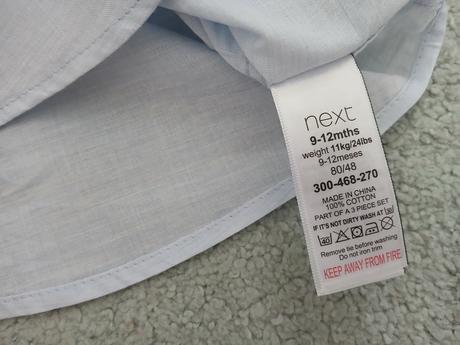 next
9-12mths
weight 11kg/24lbs
9-12meses
80/48
300-468-270
MADE IN CHINA
100% COTTON
PART OF A 3 PIECE SET
IF IT'S NOT DIRTY WASH AT 30
40
Remove tie before washing
Do not iron trim
KEEP AWAY FROM FIRE